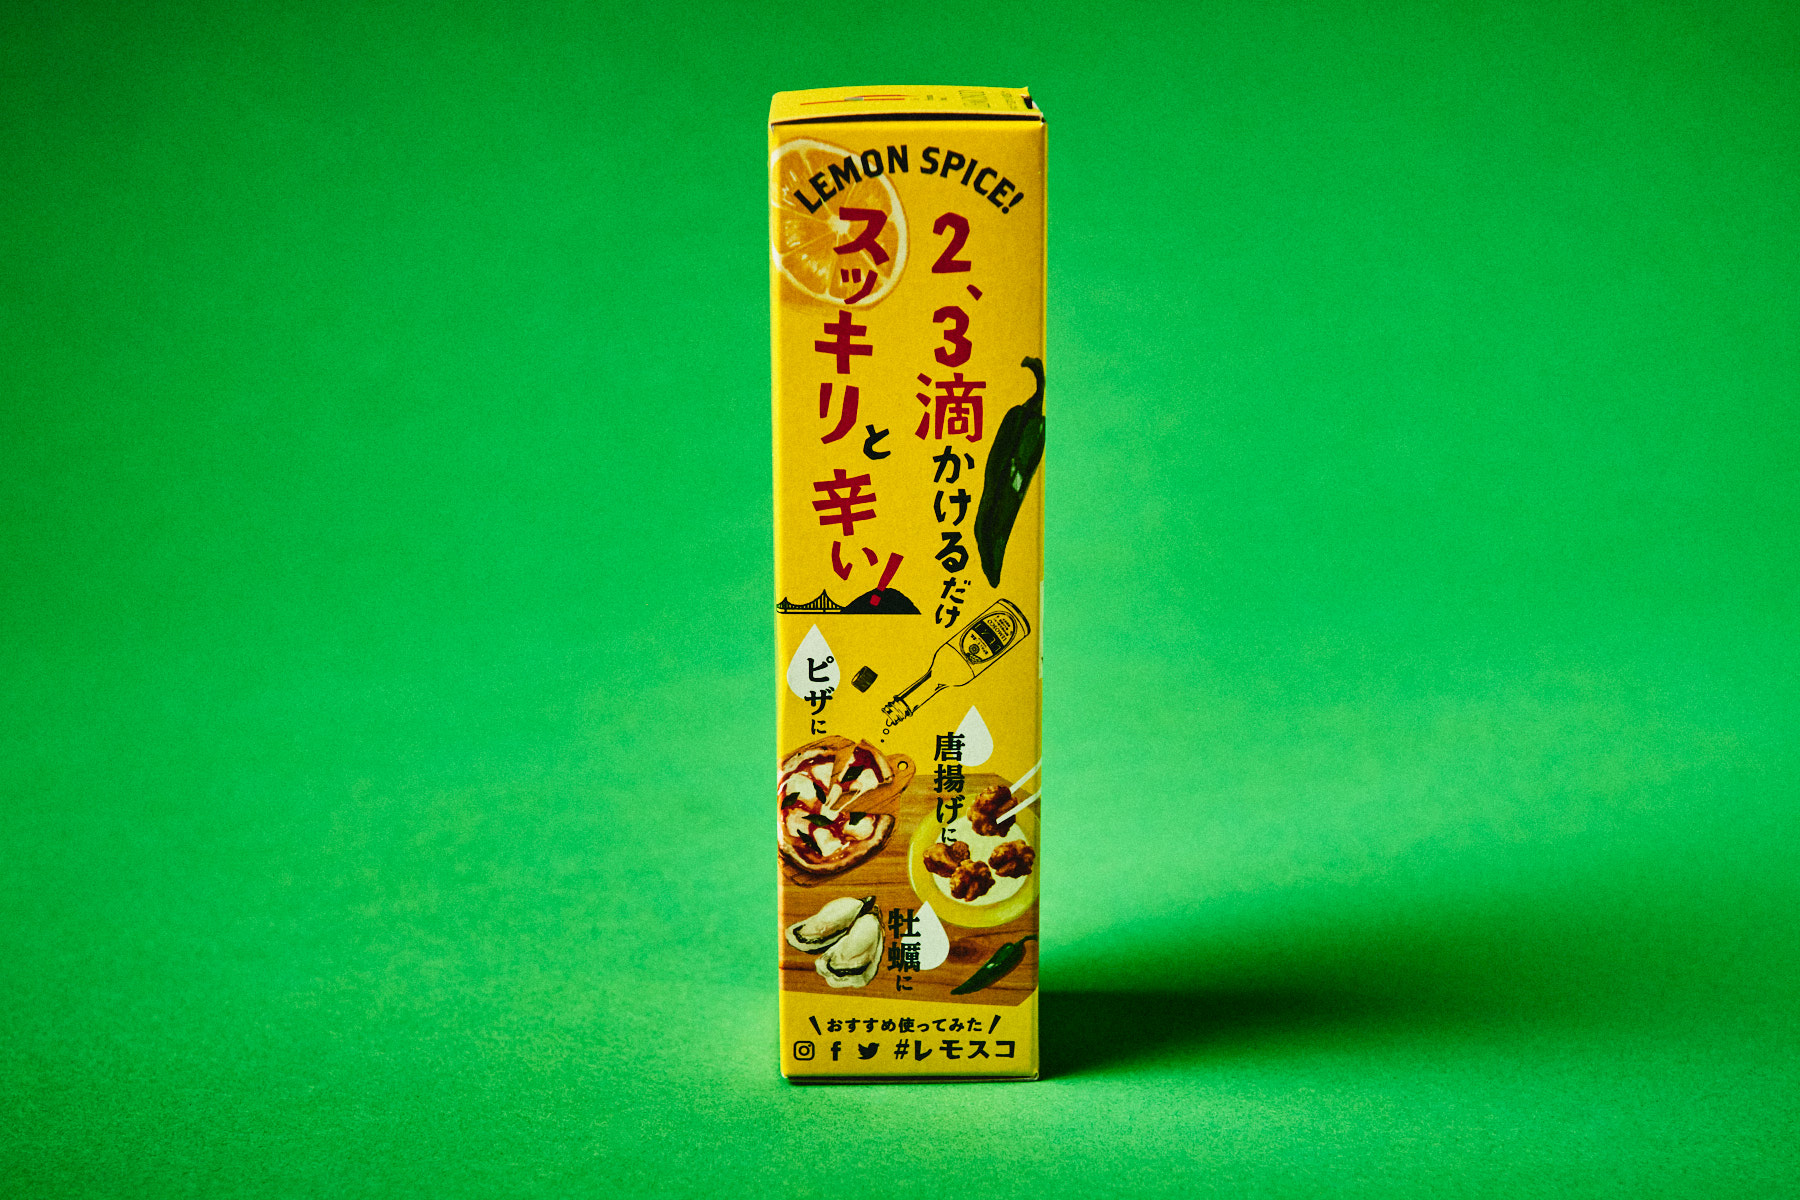 LEMON SPICE!
2、3滴かけるだけ
スッキリと辛い!
ピザに
唐揚げに
牡蠣に
おすすめ使ってみた
#レモスコ